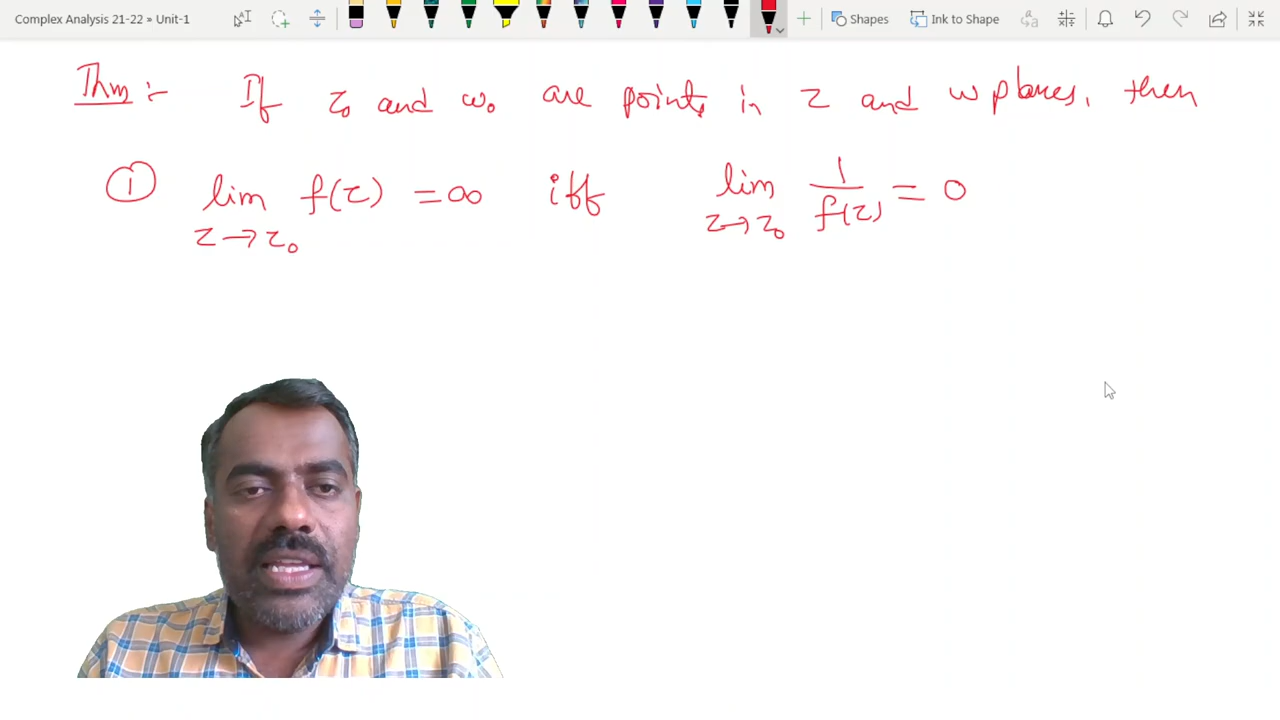 Complex Analysis 21-22 » Unit-1
Shapes
Ink to Shape
Thm :- If z₀ and w₀ are points in z and w planes, then
① lim f(z) = ∞ iff lim 1/f(z) = 0
z→z₀ z→z₀